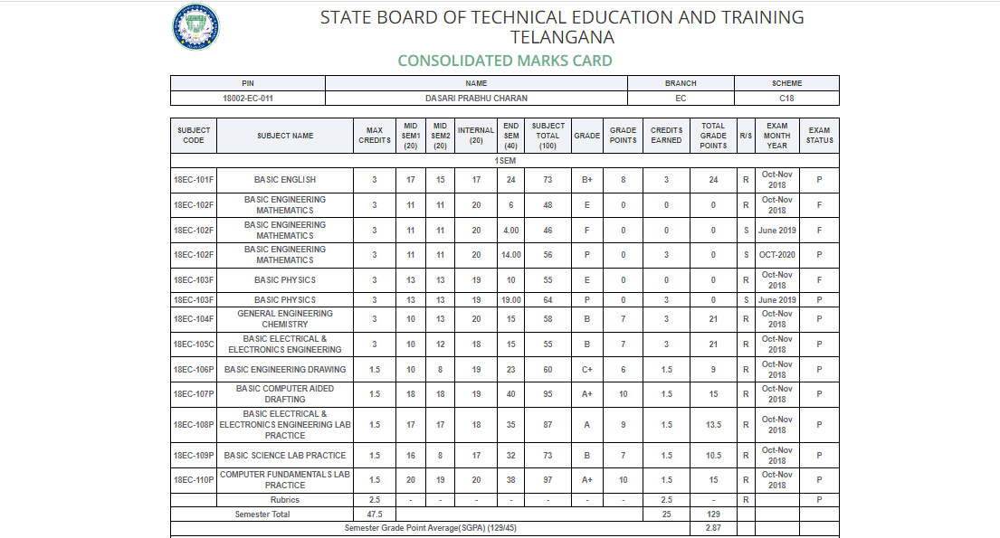 STATE BOARD OF TECHNICAL EDUCATION AND TRAINING
TELANGANA
CONSOLIDATED MARKS CARD
PIN NAME BRANCH SCHEME
18002-EC-011 DASARI PRABHU CHARAN EC C18
SUBJECT CODE SUBJECT NAME MAX CREDITS MID SEM1 (20) MID SEM2 (20) INTERNAL (20) END SEM (40) SUBJECT TOTAL (100) GRADE GRADE POINTS CREDITS EARNED TOTAL GRADE POINTS R/S EXAM MONTH YEAR EXAM STATUS
1SEM
18EC-101F BASIC ENGLISH 3 17 15 17 24 73 B+ 8 3 24 R Oct-Nov 2018 P
18EC-102F BASIC ENGINEERING MATHEMATICS 3 11 11 20 6 48 E 0 0 0 R Oct-Nov 2018 F
18EC-102F BASIC ENGINEERING MATHEMATICS 3 11 11 20 4.00 46 F 0 0 0 S June 2019 F
18EC-102F BASIC ENGINEERING MATHEMATICS 3 11 11 20 14.00 56 P 0 3 0 S OCT-2020 P
18EC-103F BASIC PHYSICS 3 13 13 19 10 55 E 0 0 0 R Oct-Nov 2018 F
18EC-103F BASIC PHYSICS 3 13 13 19 19.00 64 P 0 3 0 S June 2019 P
18EC-104F GENERAL ENGINEERING CHEMISTRY 3 10 13 20 15 58 B 7 3 21 R Oct-Nov 2018 P
18EC-105C BASIC ELECTRICAL & ELECTRONICS ENGINEERING 3 10 12 18 15 55 B 7 3 21 R Oct-Nov 2018 P
18EC-106P BASIC ENGINEERING DRAWING 1.5 10 8 19 23 60 C+ 6 1.5 9 R Oct-Nov 2018 P
18EC-107P BASIC COMPUTER AIDED DRAFTING 1.5 18 18 19 40 95 A+ 10 1.5 15 R Oct-Nov 2018 P
18EC-108P BASIC ELECTRICAL & ELECTRONICS ENGINEERING LAB PRACTICE 1.5 17 17 18 35 87 A 9 1.5 13.5 R Oct-Nov 2018 P
18EC-109P BASIC SCIENCE LAB PRACTICE 1.5 16 8 17 32 73 B 7 1.5 10.5 R Oct-Nov 2018 P
18EC-110P COMPUTER FUNDAMENTALS LAB PRACTICE 1.5 20 19 20 38 97 A+ 10 1.5 15 R Oct-Nov 2018 P
Rubrics 2.5 - - - - - - - 2.5 - R P
Semester Total 47.5 25 129
Semester Grade Point Average(SGPA) (129/45) 2.87